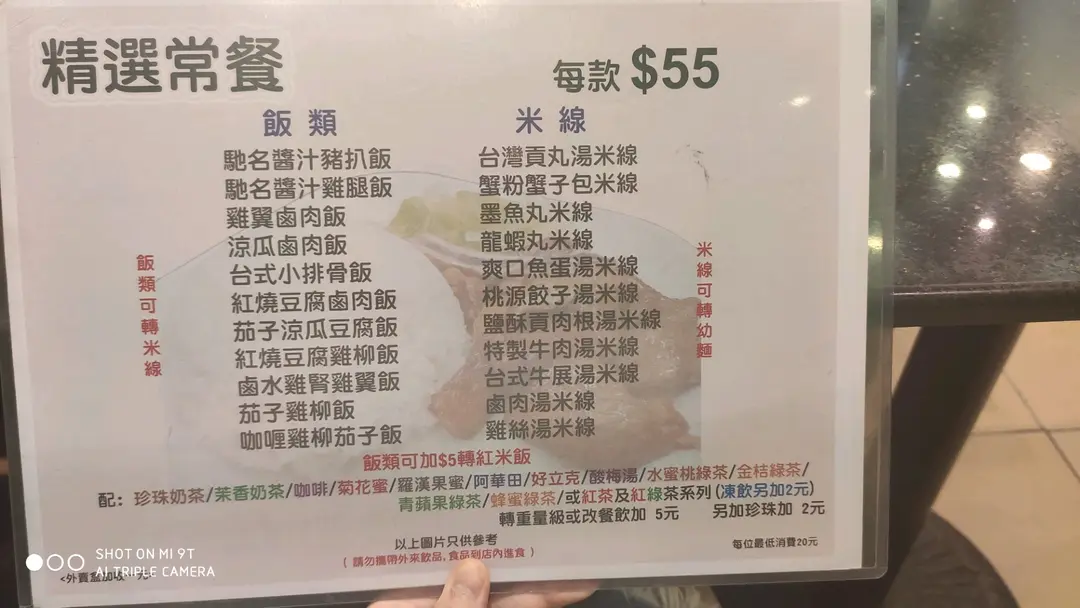 精選常餐
每款 $55
飯類
馳名醬汁豬扒飯
馳名醬汁雞腿飯
雞翼鹵肉飯
涼瓜鹵肉飯
台式小排骨飯
紅燒豆腐鹵肉飯
茄子涼瓜豆腐飯
紅燒豆腐雞柳飯
鹵水雞腎雞翼飯
茄子雞柳飯
咖喱雞柳茄子飯
飯類可轉米線
米線
台灣貢丸湯米線
蟹粉蟹子包米線
墨魚丸米線
龍蝦丸米線
爽口魚蛋湯米線
桃源餃子湯米線
鹽酥貢肉根湯米線
特製牛肉湯米線
台式牛展湯米線
鹵肉湯米線
雞絲湯米線
米線可轉幼麵
飯類可加$5轉紅米飯
配: 珍珠奶茶/茉香奶茶/咖啡/菊花蜜/羅漢果蜜/阿華田/好立克/酸梅湯/水蜜桃綠茶/金桔綠茶/
青蘋果綠茶/蜂蜜綠茶/或紅茶及紅綠茶系列(凍飲另加2元)
轉重量級或改餐飲加 5元 另加珍珠加 2元
以上圖片只供參考
( 請勿攜帶外來飲品, 食品到店內進食 )
每位最低消費20元
SHOT ON MI 9T
AI TRIPLE CAMERA
<外賣盒加收